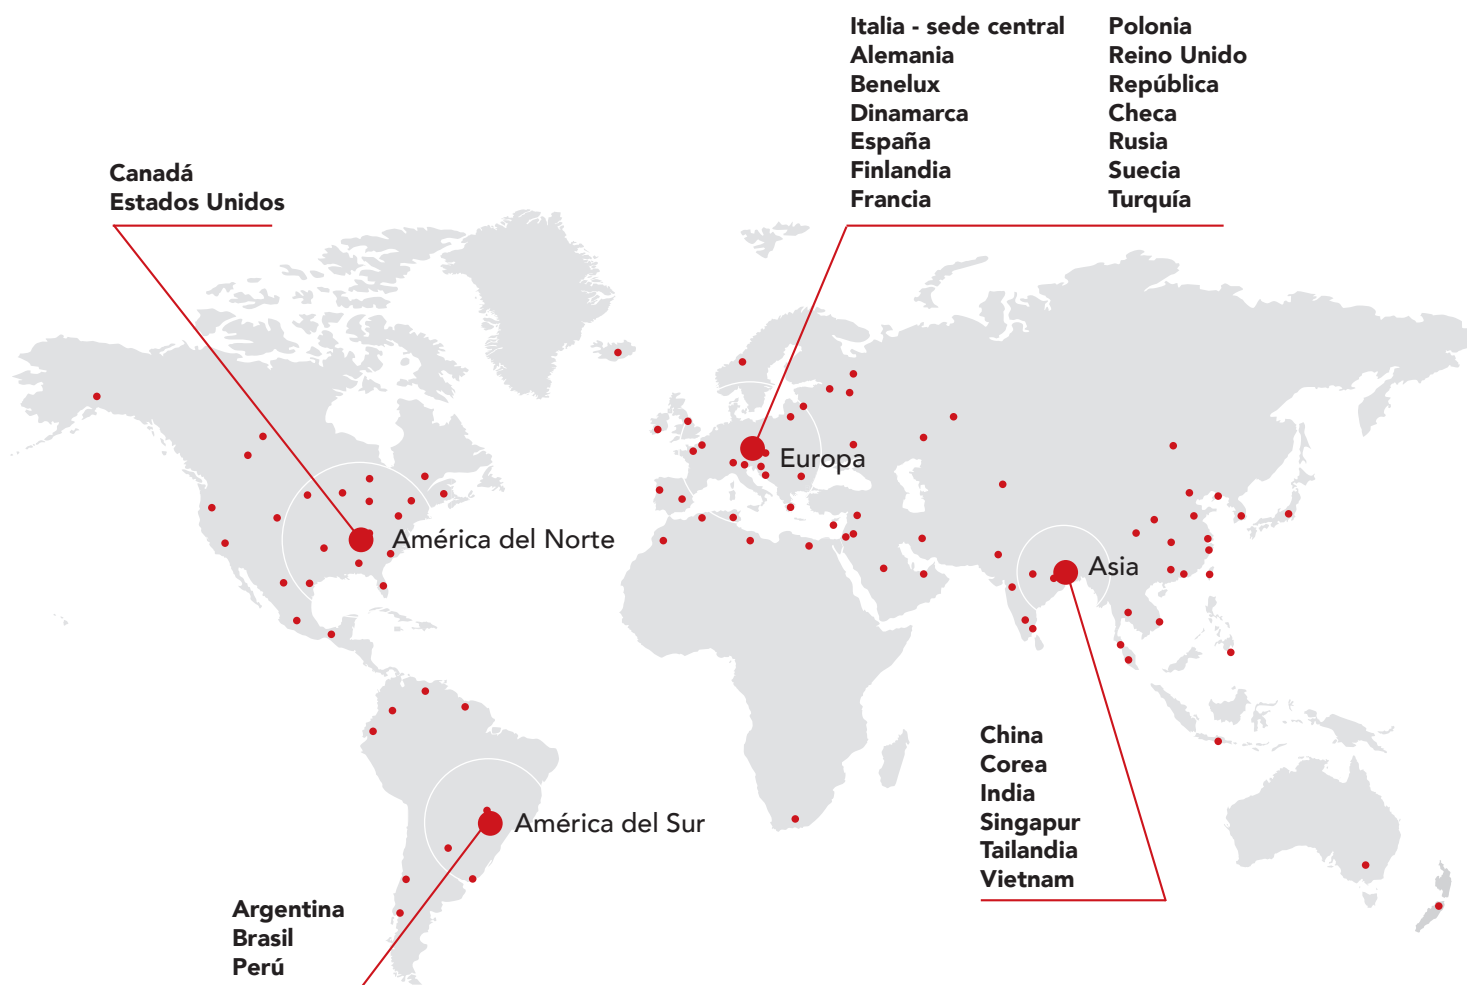 Italia - sede central
Alemania
Benelux
Dinamarca
España
Finlandia
Francia
Polonia
Reino Unido
República
Checa
Rusia
Suecia
Turquía
Canadá
Estados Unidos
Europa
América del Norte
Asia
China
Corea
India
Singapur
Tailandia
Vietnam
América del Sur
Argentina
Brasil
Perú